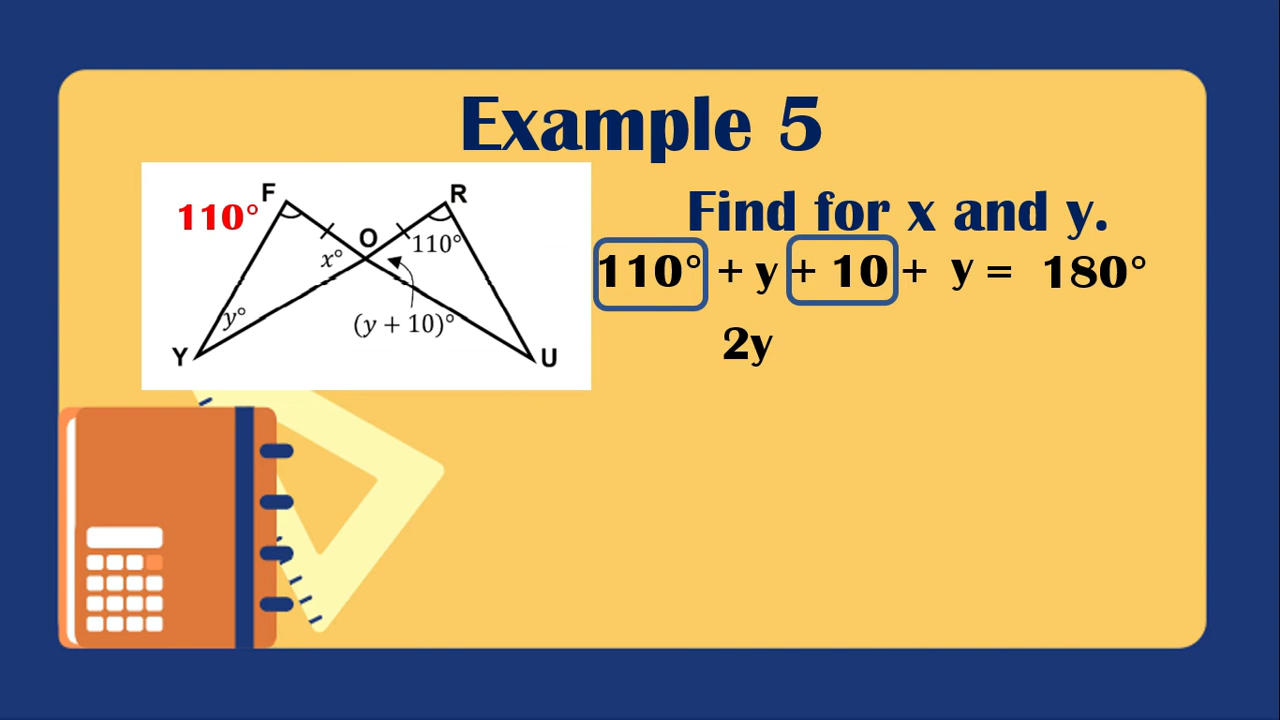 Example 5
Find for x and y.
F
R
110°
O
x°
110°
y°
(y + 10)°
Y
U
110° + y + 10 + y = 180°
2y